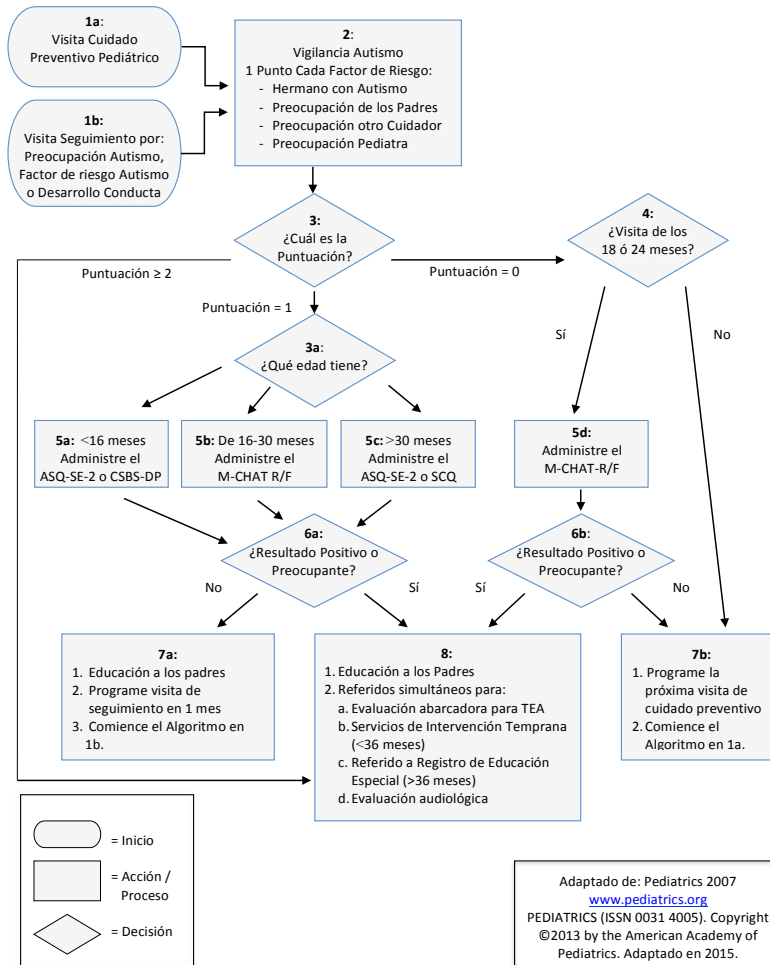 1a:
Visita Cuidado
Preventivo Pediátrico
1b:
Visita Seguimiento por:
Preocupación Autismo,
Factor de riesgo Autismo
o Desarrollo Conducta
2:
Vigilancia Autismo
1 Punto Cada Factor de Riesgo:
- Hermano con Autismo
- Preocupación de los Padres
- Preocupación otro Cuidador
- Preocupación Pediatra
3:
¿Cuál es la
Puntuación?
4:
¿Visita de los
18 ó 24 meses?
Puntuación ≥ 2
Puntuación = 0
Puntuación = 1
3a:
¿Qué edad tiene?
Sí
No
5a: <16 meses
Administre el
ASQ-SE-2 o CSBS-DP
5b: De 16-30 meses
Administre el
M-CHAT R/F
5c: >30 meses
Administre el
ASQ-SE-2 o SCQ
5d:
Administre el
M-CHAT-R/F
6a:
¿Resultado Positivo o
Preocupante?
6b:
¿Resultado Positivo o
Preocupante?
No
Sí
Sí
No
7a:
1. Educación a los padres
2. Programe visita de
seguimiento en 1 mes
3. Comience el Algoritmo en
1b.
8:
1. Educación a los Padres
2. Referidos simultáneos para:
a. Evaluación abarcadora para TEA
b. Servicios de Intervención Temprana
(<36 meses)
c. Referido a Registro de Educación
Especial (>36 meses)
d. Evaluación audiológica
7b:
1. Programe la
próxima visita de
cuidado preventivo
2. Comience el
Algoritmo en 1a.
= Inicio
= Acción /
Proceso
= Decisión
Adaptado de: Pediatrics 2007
www.pediatrics.org
PEDIATRICS (ISSN 0031 4005). Copyright
©2013 by the American Academy of
Pediatrics. Adaptado en 2015.